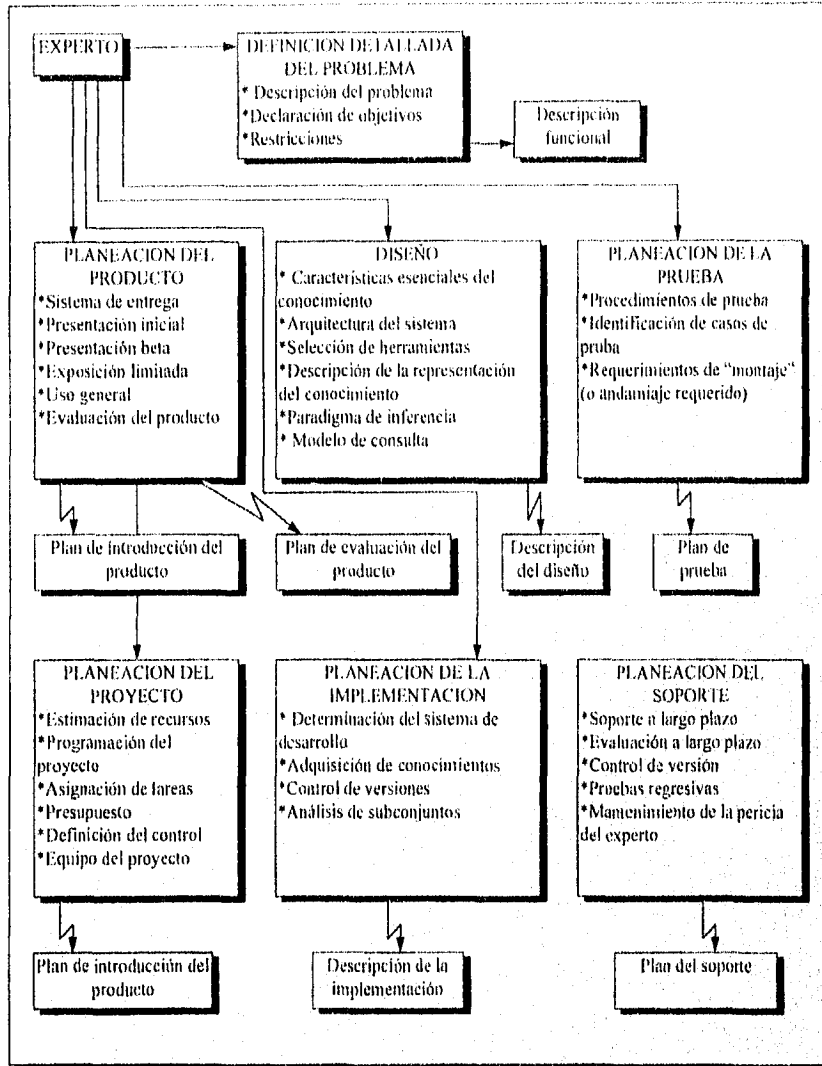 EXPERTO
DEFINICION DETALLADA
DEL PROBLEMA
* Descripción del problema
*Declaración de objetivos
*Restricciones
Descripción
funcional
PLANEACION DEL
PRODUCTO
*Sistema de entrega
*Presentación inicial
*Presentación beta
*Exposición limitada
*Uso general
*Evaluación del producto
DISEÑO
* Características esenciales del
conocimiento
*Arquitectura del sistema
*Selección de herramientas
*Descripción de la representación
del conocimiento
*Paradigma de inferencia
* Modelo de consulta
PLANEACION DE LA
PRUEBA
*Procedimientos de prueba
*Identificación de casos de
pruba
*Requerimientos de “montaje”
(o andamiaje requerido)
Plan de introducción del
producto
Plan de evaluación del
producto
Descripción
del diseño
Plan de
prueba
PLANEACION DEL
PROYECTO
*Estimación de recursos
*Programación del
proyecto
*Asignación de tareas
*Presupuesto
*Definición del control
*Equipo del proyecto
PLANEACION DE LA
IMPLEMENTACION
* Determinación del sistema de
desarrollo
*Adquisición de conocimientos
*Control de versiones
*Análisis de subconjuntos
PLANEACION DEL
SOPORTE
*Soporte a largo plazo
*Evaluación a largo plazo
*Control de versión
*Pruebas regresivas
*Mantenimiento de la pericia
del experto
Plan de introducción del
producto
Descripción de la
implementación
Plan del soporte